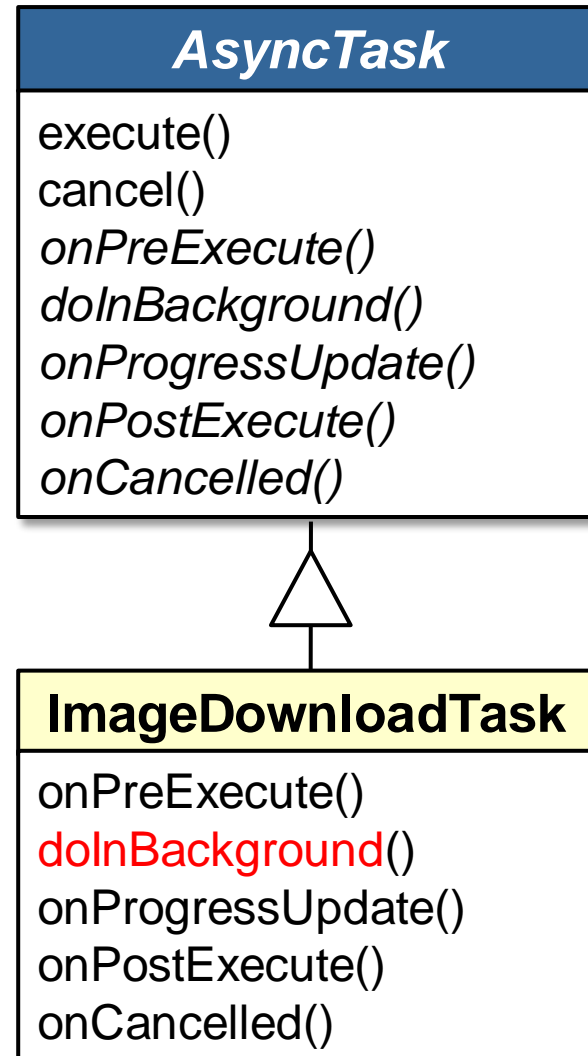 AsyncTask
execute()
cancel()
onPreExecute()
doInBackground()
onProgressUpdate()
onPostExecute()
onCancelled()
ImageDownloadTask
onPreExecute()
doInBackground()
onProgressUpdate()
onPostExecute()
onCancelled()